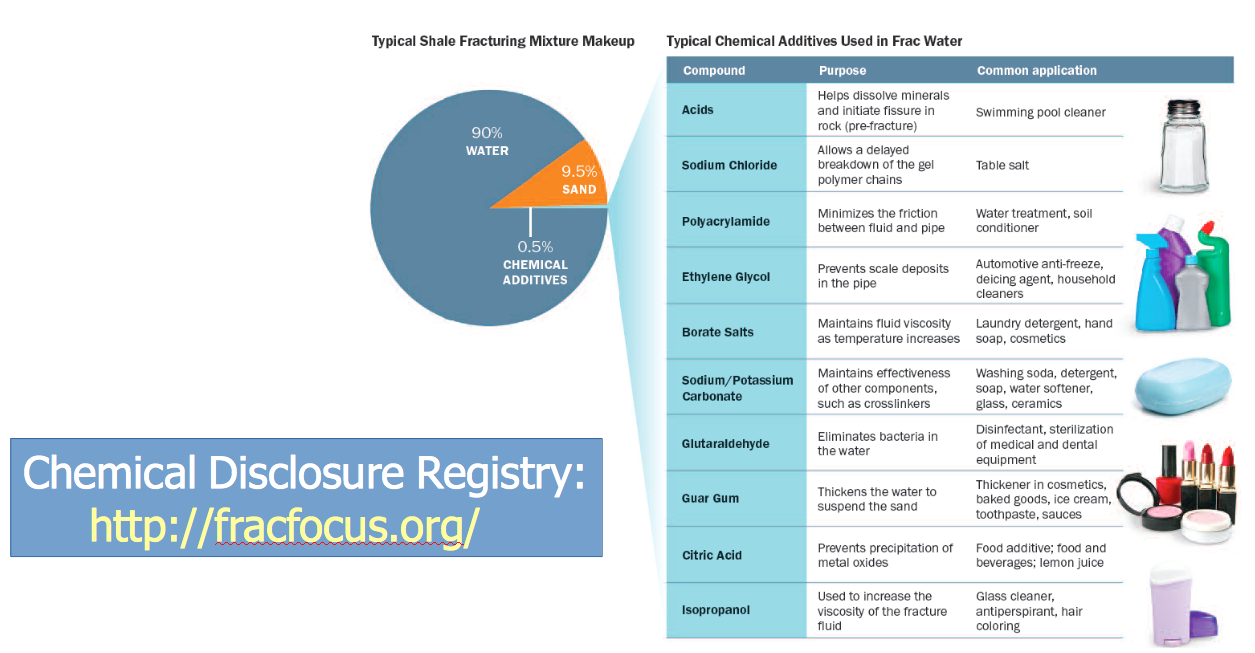 Typical Shale Fracturing Mixture Makeup
90%
WATER
9.5%
SAND
0.5%
CHEMICAL
ADDITIVES
Chemical Disclosure Registry:
http://fracfocus.org/
Typical Chemical Additives Used in Frac Water
Compound Purpose Common application
Acids
Helps dissolve minerals
and initiate fissure in
rock (pre-fracture)
Swimming pool cleaner
Sodium Chloride
Allows a delayed
breakdown of the gel
polymer chains
Table salt
Polyacrylamide
Minimizes the friction
between fluid and pipe
Water treatment, soil
conditioner
Ethylene Glycol
Prevents scale deposits
in the pipe
Automotive anti-freeze,
deicing agent, household
cleaners
Borate Salts
Maintains fluid viscosity
as temperature increases
Laundry detergent, hand
soap, cosmetics
Sodium/Potassium
Carbonate
Maintains effectiveness
of other components,
such as crosslinkers
Washing soda, detergent,
soap, water softener,
glass, ceramics
Glutaraldehyde
Eliminates bacteria in
the water
Disinfectant, sterilization
of medical and dental
equipment
Guar Gum
Thickens the water to
suspend the sand
Thickener in cosmetics,
baked goods, ice cream,
toothpaste, sauces
Citric Acid
Prevents precipitation of
metal oxides
Food additive; food and
beverages; lemon juice
Isopropanol
Used to increase the
viscosity of the fracture
fluid
Glass cleaner,
antiperspirant, hair
coloring